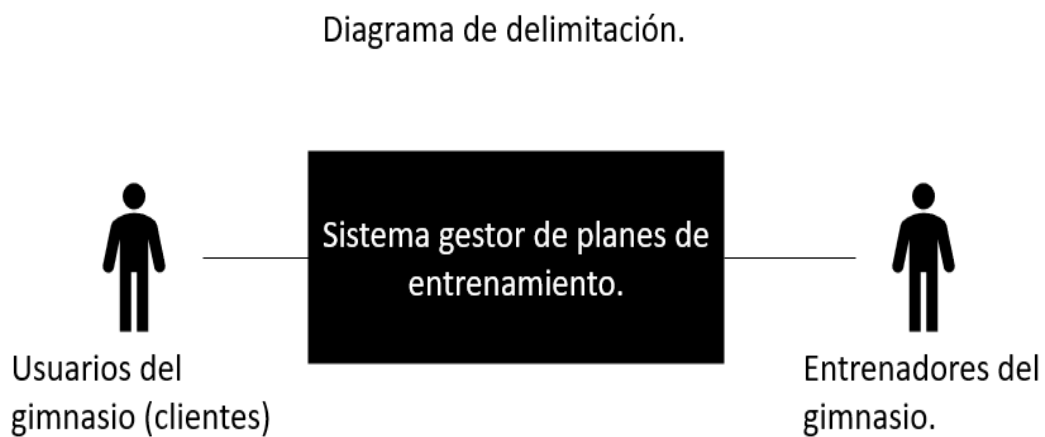 Diagrama de delimitación.
Sistema gestor de planes de
entrenamiento.
Usuarios del
gimnasio (clientes)
Entrenadores del
gimnasio.